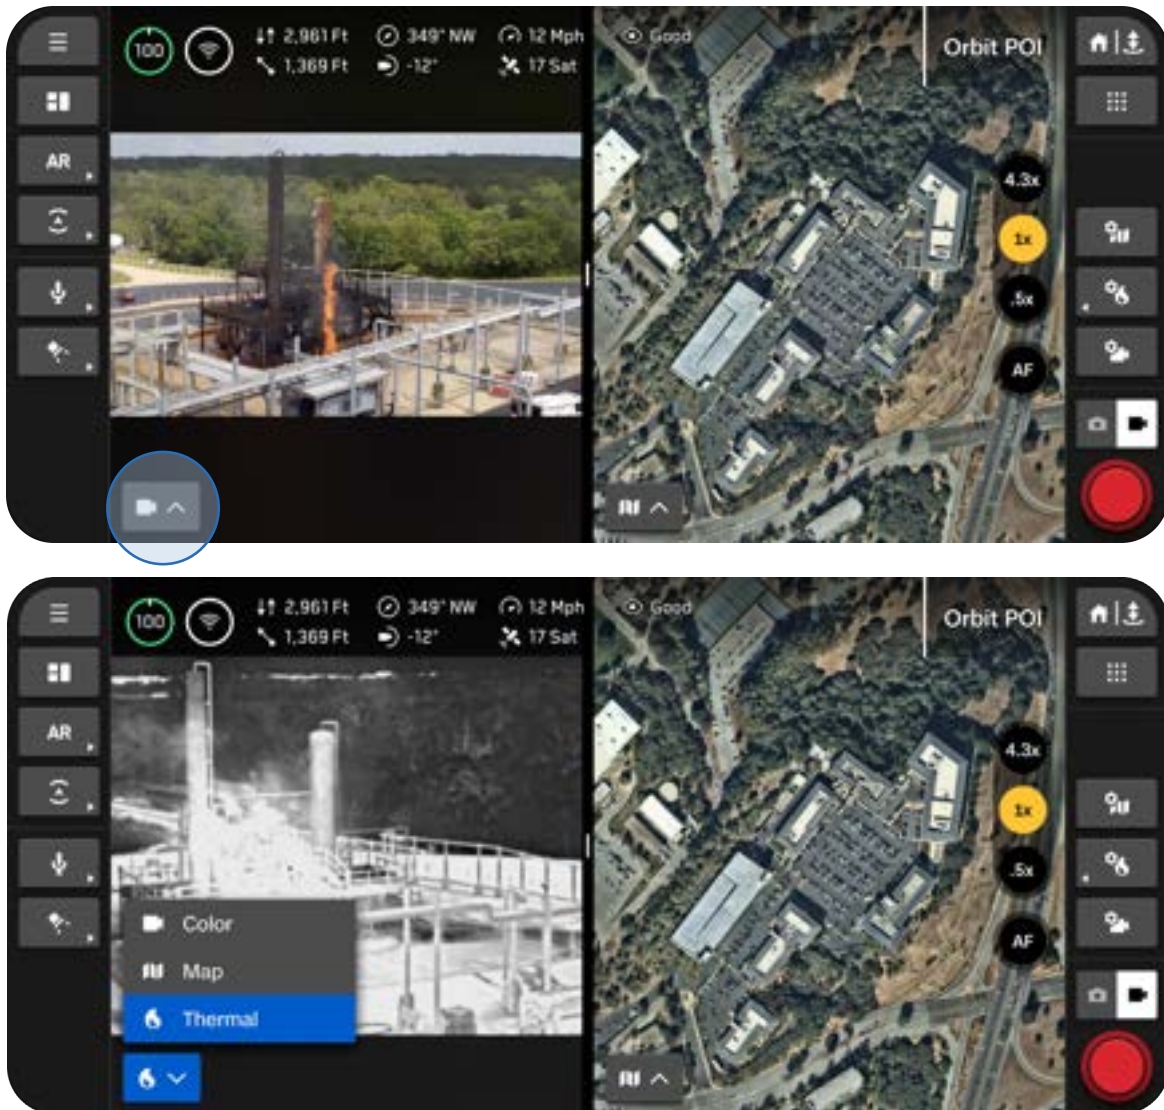 100
2,961 Ft
349° NW
12 Mph
1,369 Ft
-12°
17 Sat
Good
Orbit POI
AR
4.3x
1x
.5x
AF
100
2,961 Ft
349° NW
12 Mph
1,369 Ft
-12°
17 Sat
Good
Orbit POI
AR
4.3x
1x
.5x
AF
Color
Map
Thermal